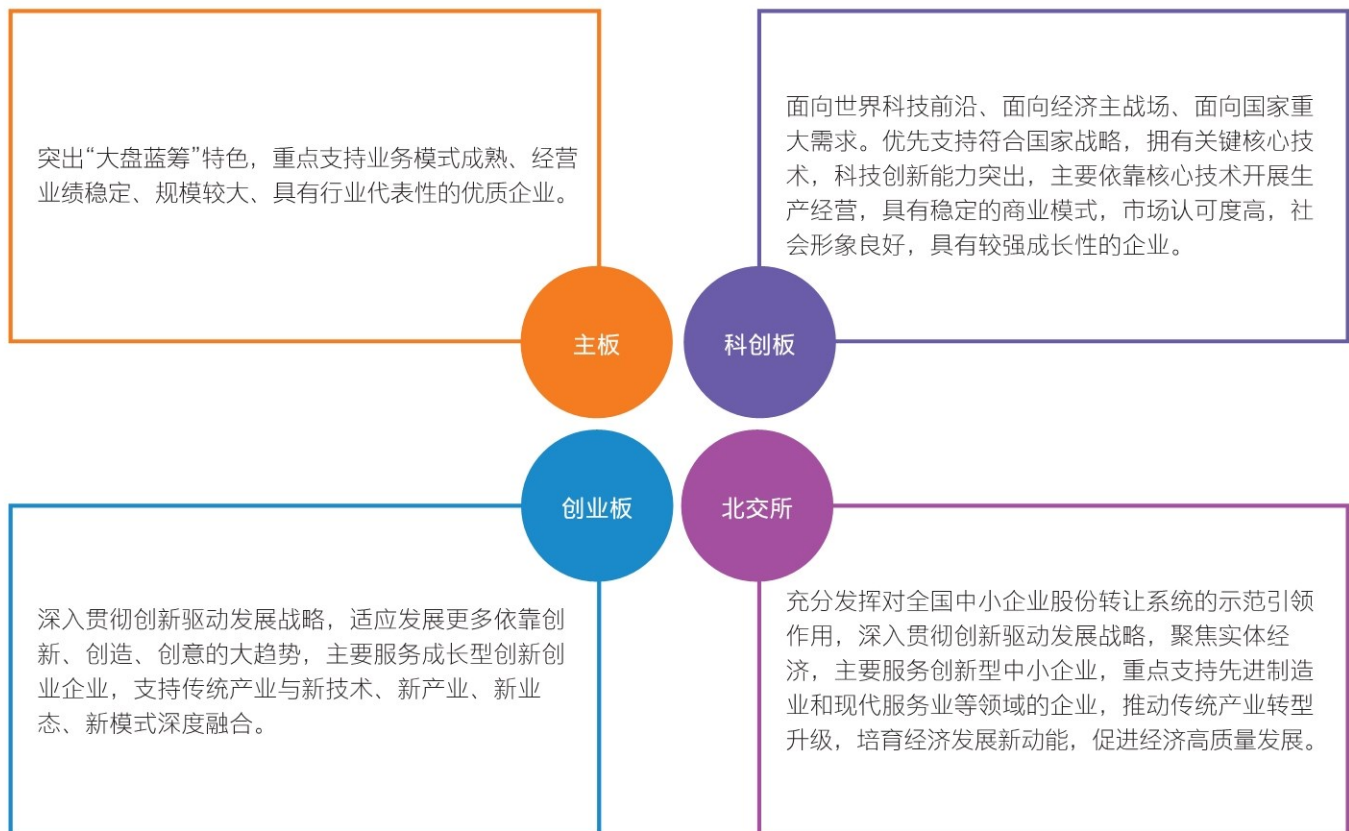 突出“大盘蓝筹”特色，重点支持业务模式成熟、经营
业绩稳定、规模较大、具有行业代表性的优质企业。
主板
面向世界科技前沿、面向经济主战场、面向国家重
大需求。优先支持符合国家战略，拥有关键核心技
术，科技创新能力突出，主要依靠核心技术开展生
产经营，具有稳定的商业模式，市场认可度高，社
会形象良好，具有较强成长性的企业。
科创板
创业板
深入贯彻创新驱动发展战略，适应发展更多依靠创
新、创造、创意的大趋势，主要服务成长型创新创
业企业，支持传统产业与新技术、新产业、新业
态、新模式深度融合。
北交所
充分发挥对全国中小企业股份转让系统的示范引领
作用，深入贯彻创新驱动发展战略，聚焦实体经
济，主要服务创新型中小企业，重点支持先进制造
业和现代服务业等领域的企业，推动传统产业转型
升级，培育经济发展新动能，促进经济高质量发展。